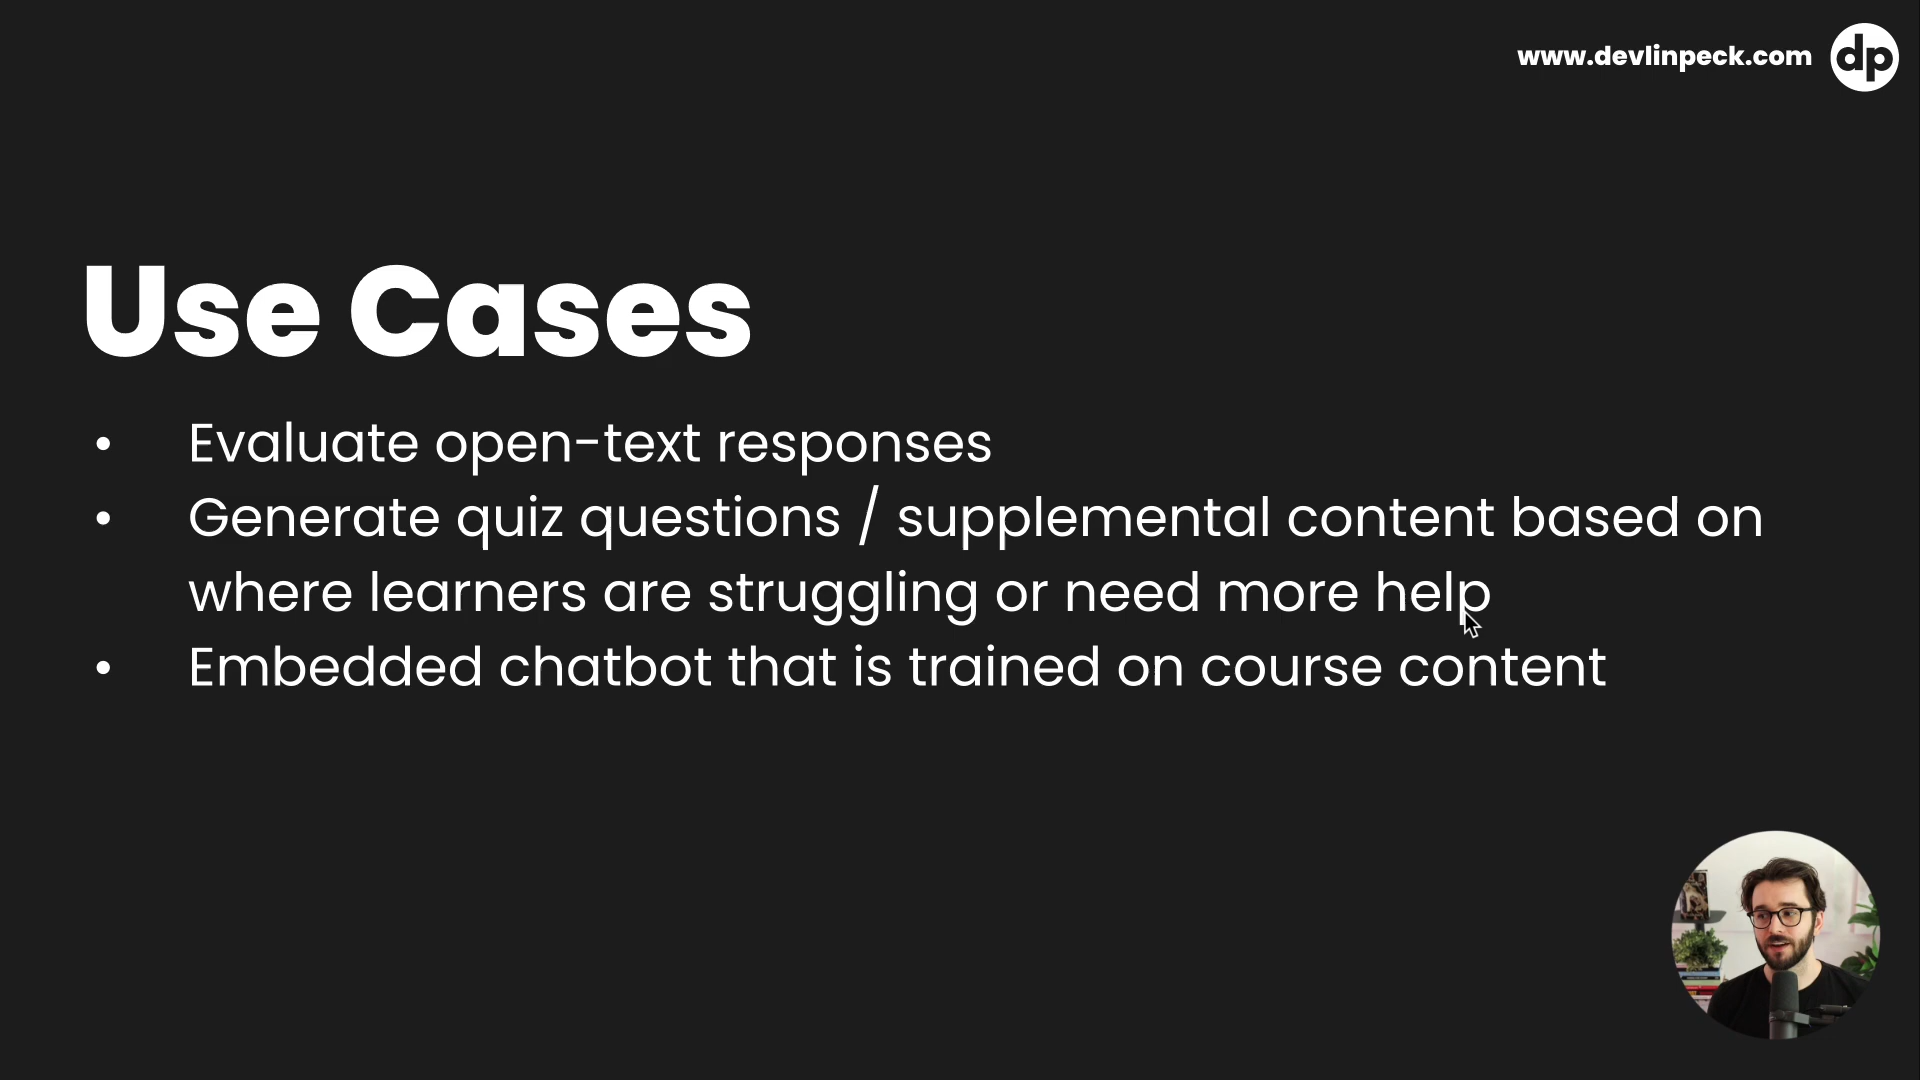 www.devlinpeck.com dp
Use Cases
• Evaluate open-text responses
• Generate quiz questions / supplemental content based on
where learners are struggling or need more help
• Embedded chatbot that is trained on course content